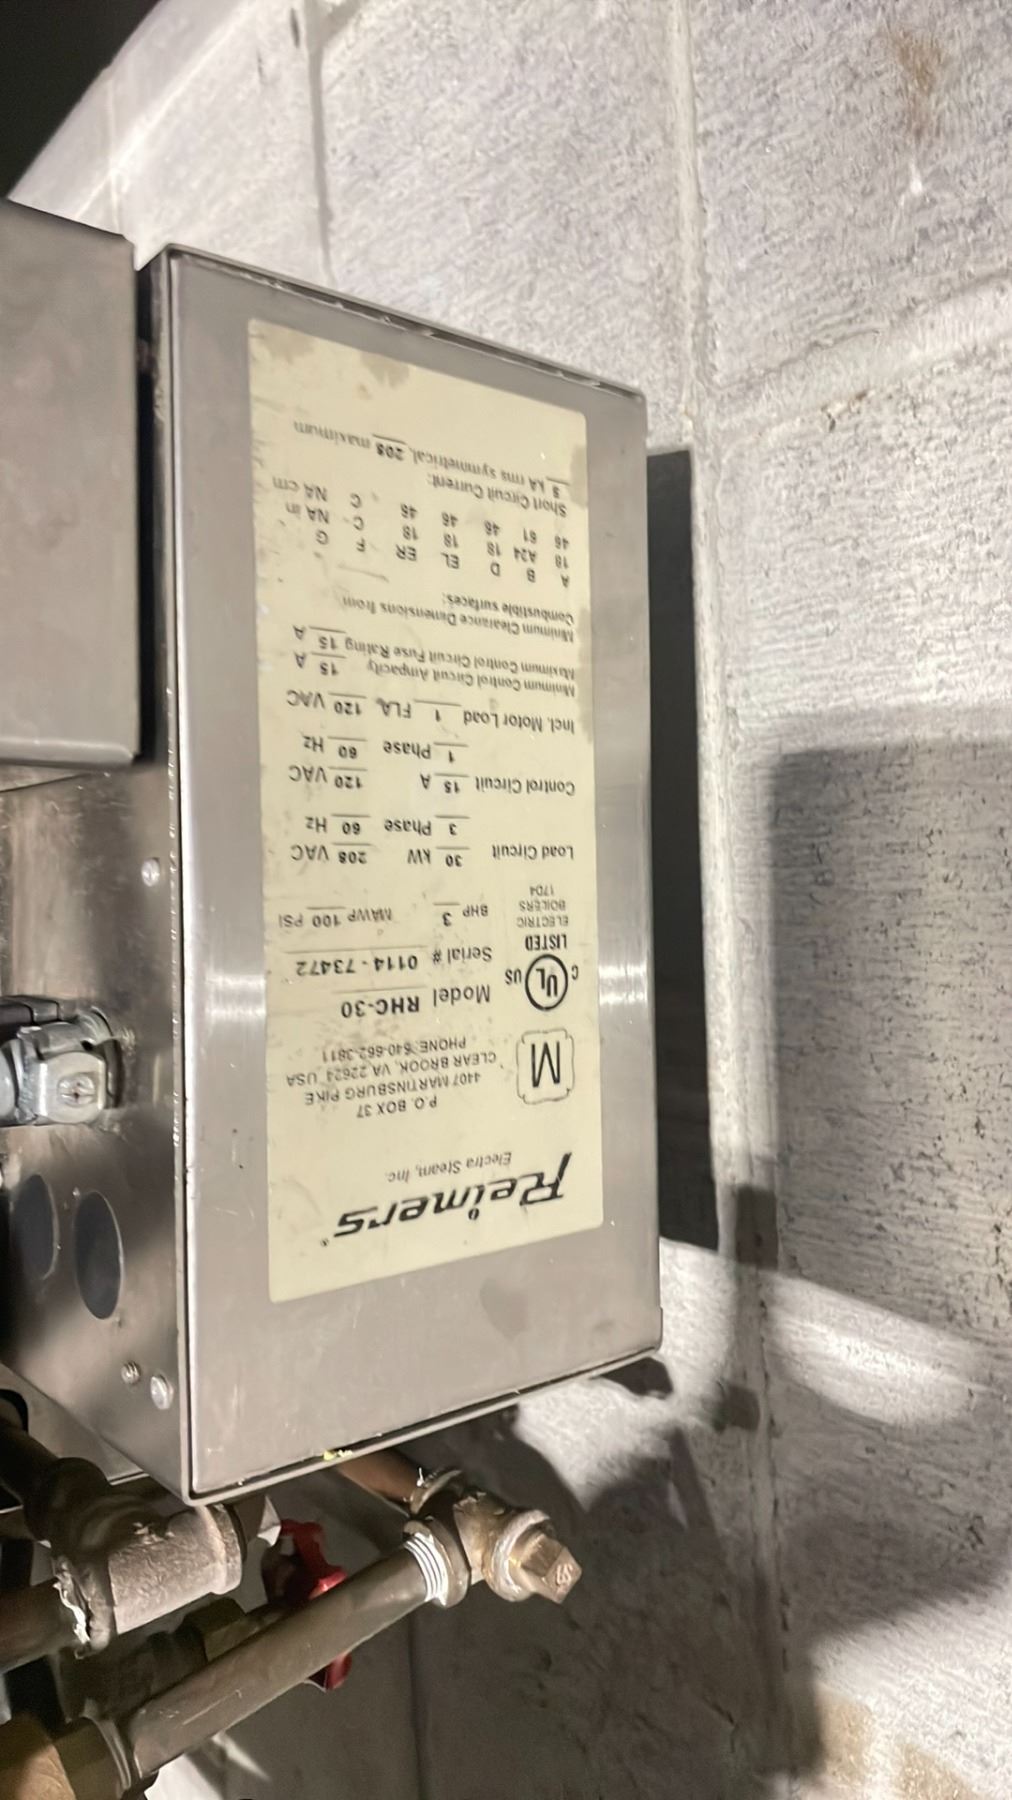 Reimers®
Electra Steam, Inc.
P.O. BOX 37
4407 MARTINSBURG PIKE
CLEAR BROOK, VA 22624 USA
PHONE: 540-662-3811
M
Model RHC-30
C UL US
LISTED
ELECTRIC
BOILERS
1704
Serial # 0114-73472
BHP 3 MAWP 100 PSI
Load Circuit 30 kW 208 VAC
3 Phase 60 Hz
Control Circuit 15 A 120 VAC
1 Phase 60 Hz
Incl. Motor Load 1 FLA, 120 VAC
Minimum Control Circuit Ampacity 15 A
Maximum Control Circuit Fuse Rating 15 A
Minimum Clearance Dimensions from
Combustible surfaces:
A B D EL ER F G
18 A24 18 18 18 C NA in
46 61 46 46 46 C NA cm
Short Circuit Current:
5 kA rms symmetrical, 208 maximum